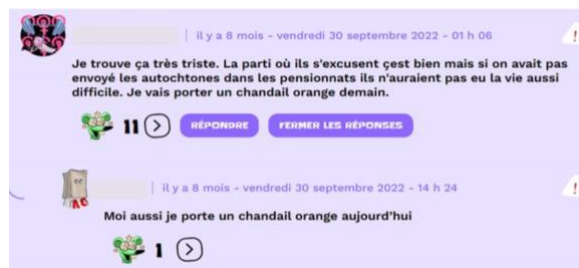 il y a 8 mois - vendredi 30 septembre 2022 - 01 h 06
!
Je trouve ça très triste. La parti où ils s'excusent çest bien mais si on avait pas
envoyé les autochtones dans les pensionnats ils n'auraient pas eu la vie aussi
difficile. Je vais porter un chandail orange demain.
11 RÉPONDRE FERMER LES RÉPONSES
il y a 8 mois - vendredi 30 septembre 2022 - 14 h 24
!
Moi aussi je porte un chandail orange aujourd'hui
1